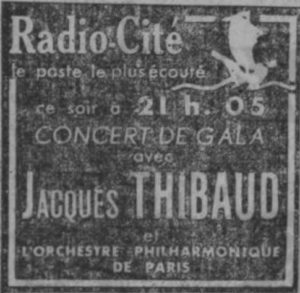 Radio-Cité
le poste le plus écouté
ce soir à 21 h. 05
CONCERT DE GALA
avec
JACQUES THIBAUD
et
L'ORCHESTRE PHILHARMONIQUE
DE PARIS